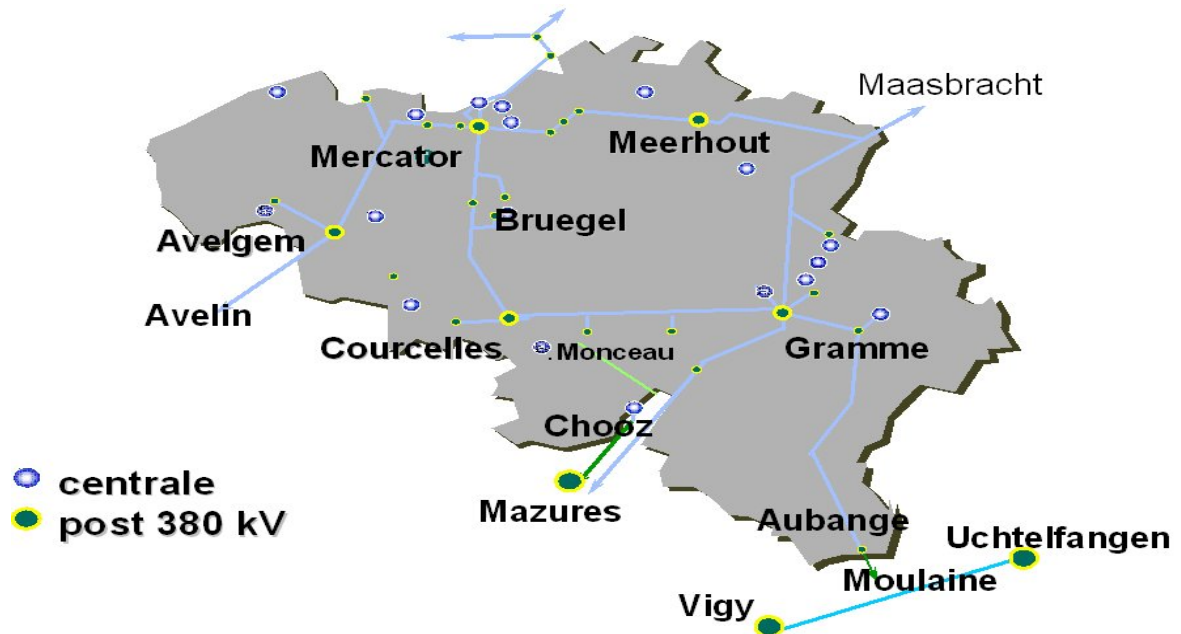 Maasbracht
Mercator
Meerhout
Bruegel
Avelgem
Avelin
Courcelles
. Monceau
Gramme
Chooz
centrale
post 380 kV
Mazures
Aubange
Uchtelfangen
Moulaine
Vigy